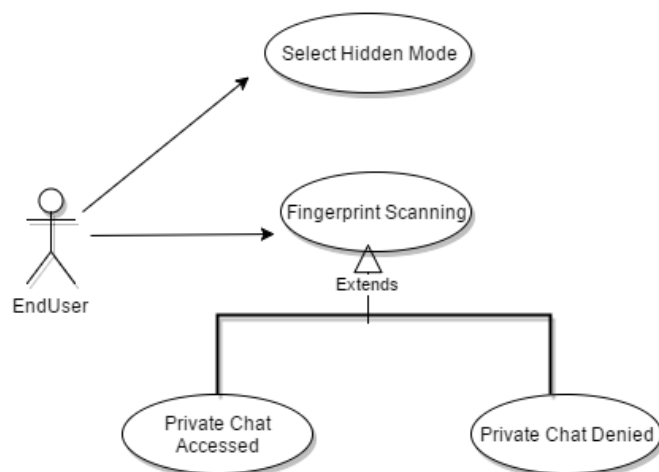 Select Hidden Mode
Fingerprint Scanning
EndUser
Extends
Private Chat
Accessed
Private Chat Denied